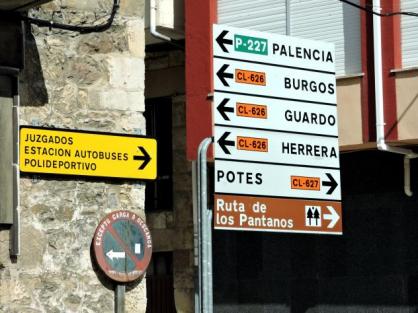 JUZGADOS
ESTACION AUTOBUSES
POLIDEPORTIVO
EXCEPTO CARGA O DESCARGA
P-227 PALENCIA
CL-626 BURGOS
CL-626 GUARDO
CL-626 HERRERA
POTES CL-627
Ruta de
los Pantanos